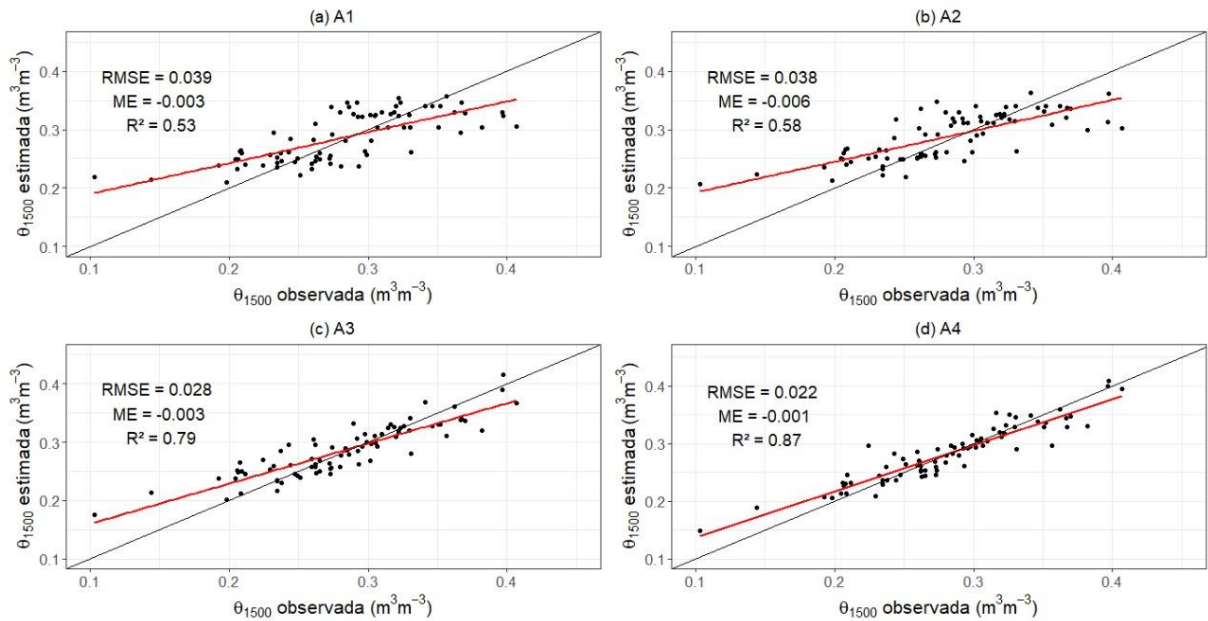 (a) A1
θ1500 estimada (m³m⁻³)
0.4
0.3
0.2
0.1
RMSE = 0.039
ME = -0.003
R² = 0.53
0.1 0.2 0.3 0.4
θ1500 observada (m³m⁻³)
(b) A2
θ1500 estimada (m³m⁻³)
0.4
0.3
0.2
0.1
RMSE = 0.038
ME = -0.006
R² = 0.58
0.1 0.2 0.3 0.4
θ1500 observada (m³m⁻³)
(c) A3
θ1500 estimada (m³m⁻³)
0.4
0.3
0.2
0.1
RMSE = 0.028
ME = -0.003
R² = 0.79
0.1 0.2 0.3 0.4
θ1500 observada (m³m⁻³)
(d) A4
θ1500 estimada (m³m⁻³)
0.4
0.3
0.2
0.1
RMSE = 0.022
ME = -0.001
R² = 0.87
0.1 0.2 0.3 0.4
θ1500 observada (m³m⁻³)